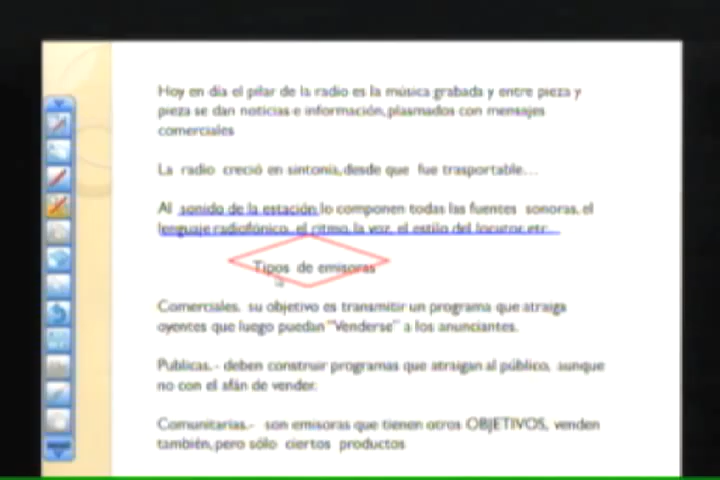 Hoy en día el pilar de la radio es la música grabada y entre pieza y
pieza se dan noticias e información, plasmados con mensajes
comerciales
La radio creció en sintonía, desde que fue trasportable...
Al sonido de la estación lo componen todas las fuentes sonoras, el
lenguaje radiofónico, el ritmo, la voz, el estilo del locutor etc.
Tipos de emisoras
Comerciales, su objetivo es transmitir un programa que atraiga
oyentes que luego puedan "Venderse" a los anunciantes.
Publicas.- deben construir programas que atraigan al público, aunque
no con el afán de vender.
Comunitarias.- son emisoras que tienen otros OBJETIVOS, venden
también, pero sólo ciertos productos